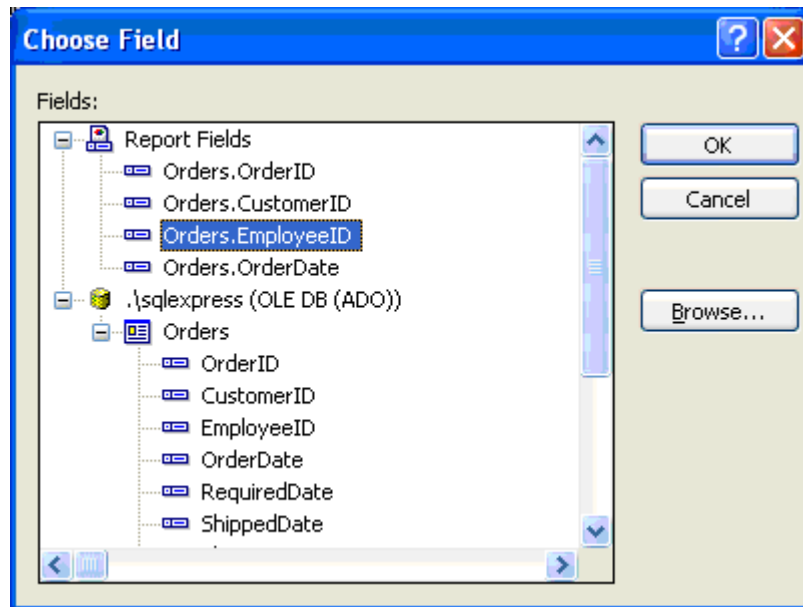 Choose Field
Fields:
Report Fields
Orders.OrderID
Orders.CustomerID
Orders.EmployeeID
Orders.OrderDate
.\sqlexpress (OLE DB (ADO))
Orders
OrderID
CustomerID
EmployeeID
OrderDate
RequiredDate
ShippedDate
OK
Cancel
Browse...